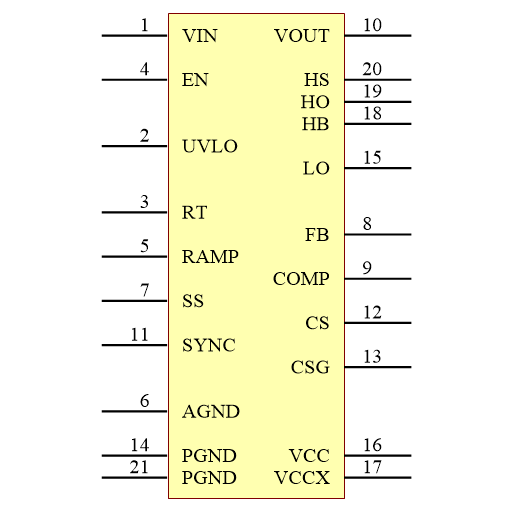 1 VIN VOUT 10
4 EN HS 20
HO 19
HB 18
2 UVLO
LO 15
3 RT
FB 8
5 RAMP
COMP 9
7 SS
CS 12
11 SYNC
CSG 13
6 AGND
14 PGND VCC 16
21 PGND VCCX 17